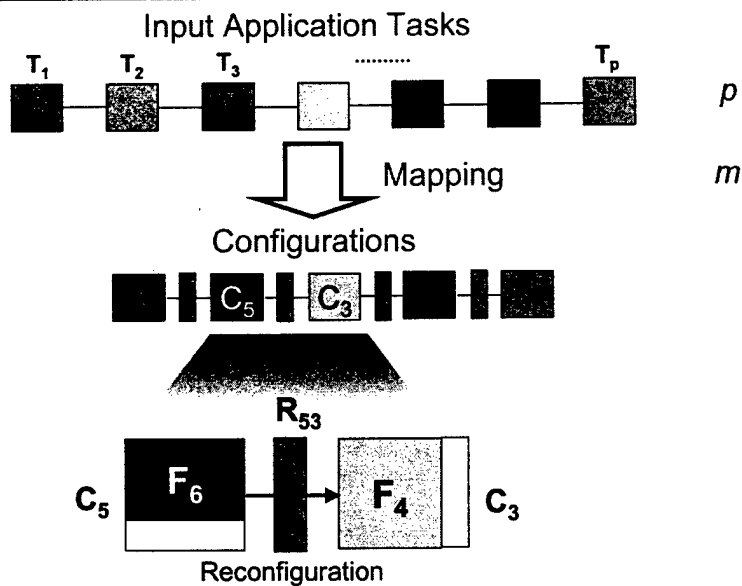 Input Application Tasks
T1 T2 T3 .......... Tp
p
Mapping
m
Configurations
C5 C3
R53
C5 F6 F4 C3
Reconfiguration